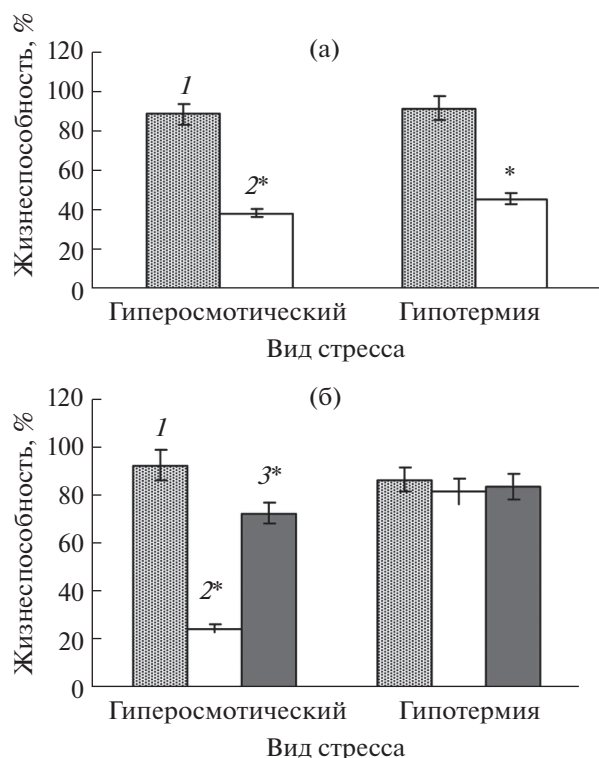 (а)
Жизнеспособность, %
120
100
80
60
40
20
0
1
2*
*
Гиперосмотический Гипотермия
Вид стресса
(б)
Жизнеспособность, %
120
100
80
60
40
20
0
1
2*
3*
Гиперосмотический Гипотермия
Вид стресса